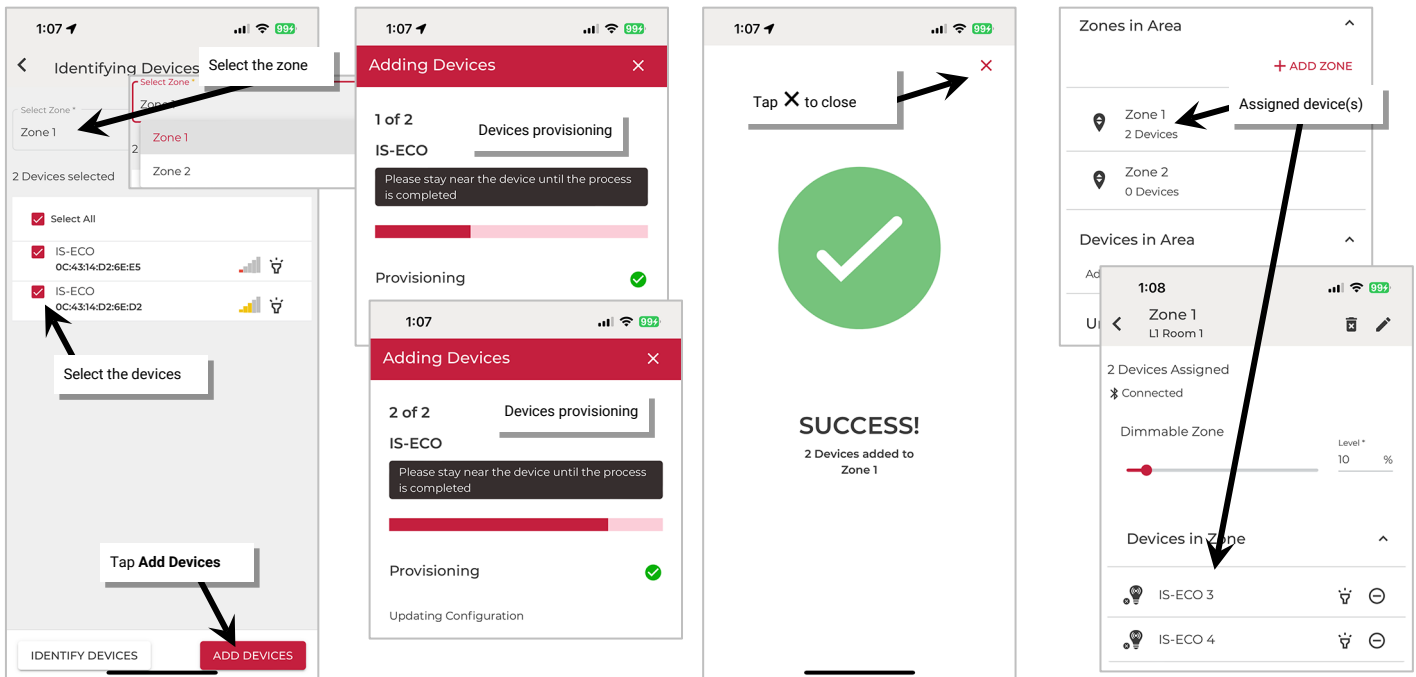 1:07
99
Identifying Devices
Select the zone
Select Zone *
Zone 1
Select Zone *
Zone 1
Zone 2
2 Devices selected
Select All
IS-ECO
0C:43:14:D2:6E:E5
IS-ECO
0C:43:14:D2:6E:D2
Select the devices
Tap Add Devices
IDENTIFY DEVICES
ADD DEVICES
1:07
99
Adding Devices
1 of 2
Devices provisioning
IS-ECO
Please stay near the device until the process
is completed
Provisioning
1:07
99
Adding Devices
2 of 2
Devices provisioning
IS-ECO
Please stay near the device until the process
is completed
Provisioning
Updating Configuration
1:07
99
Tap X to close
SUCCESS!
2 Devices added to
Zone 1
Zones in Area
+ ADD ZONE
Zone 1
2 Devices
Assigned device(s)
Zone 2
0 Devices
Devices in Area
1:08
99
Zone 1
L1 Room 1
2 Devices Assigned
Connected
Dimmable Zone
Level *
10 %
Devices in Zone
IS-ECO 3
IS-ECO 4